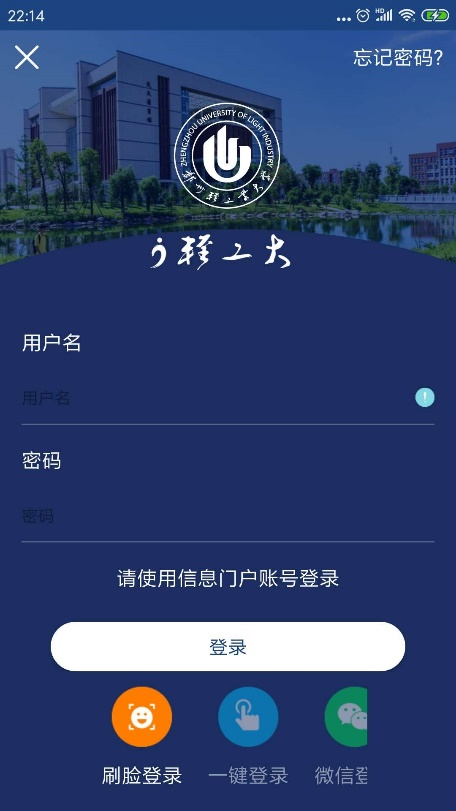 22:14
忘记密码?
ZHENGZHOU UNIVERSITY OF LIGHT INDUSTRY
郑州轻工业大学
i轻工大
用户名
用户名
密码
密码
请使用信息门户账号登录
登录
刷脸登录 一键登录 微信登